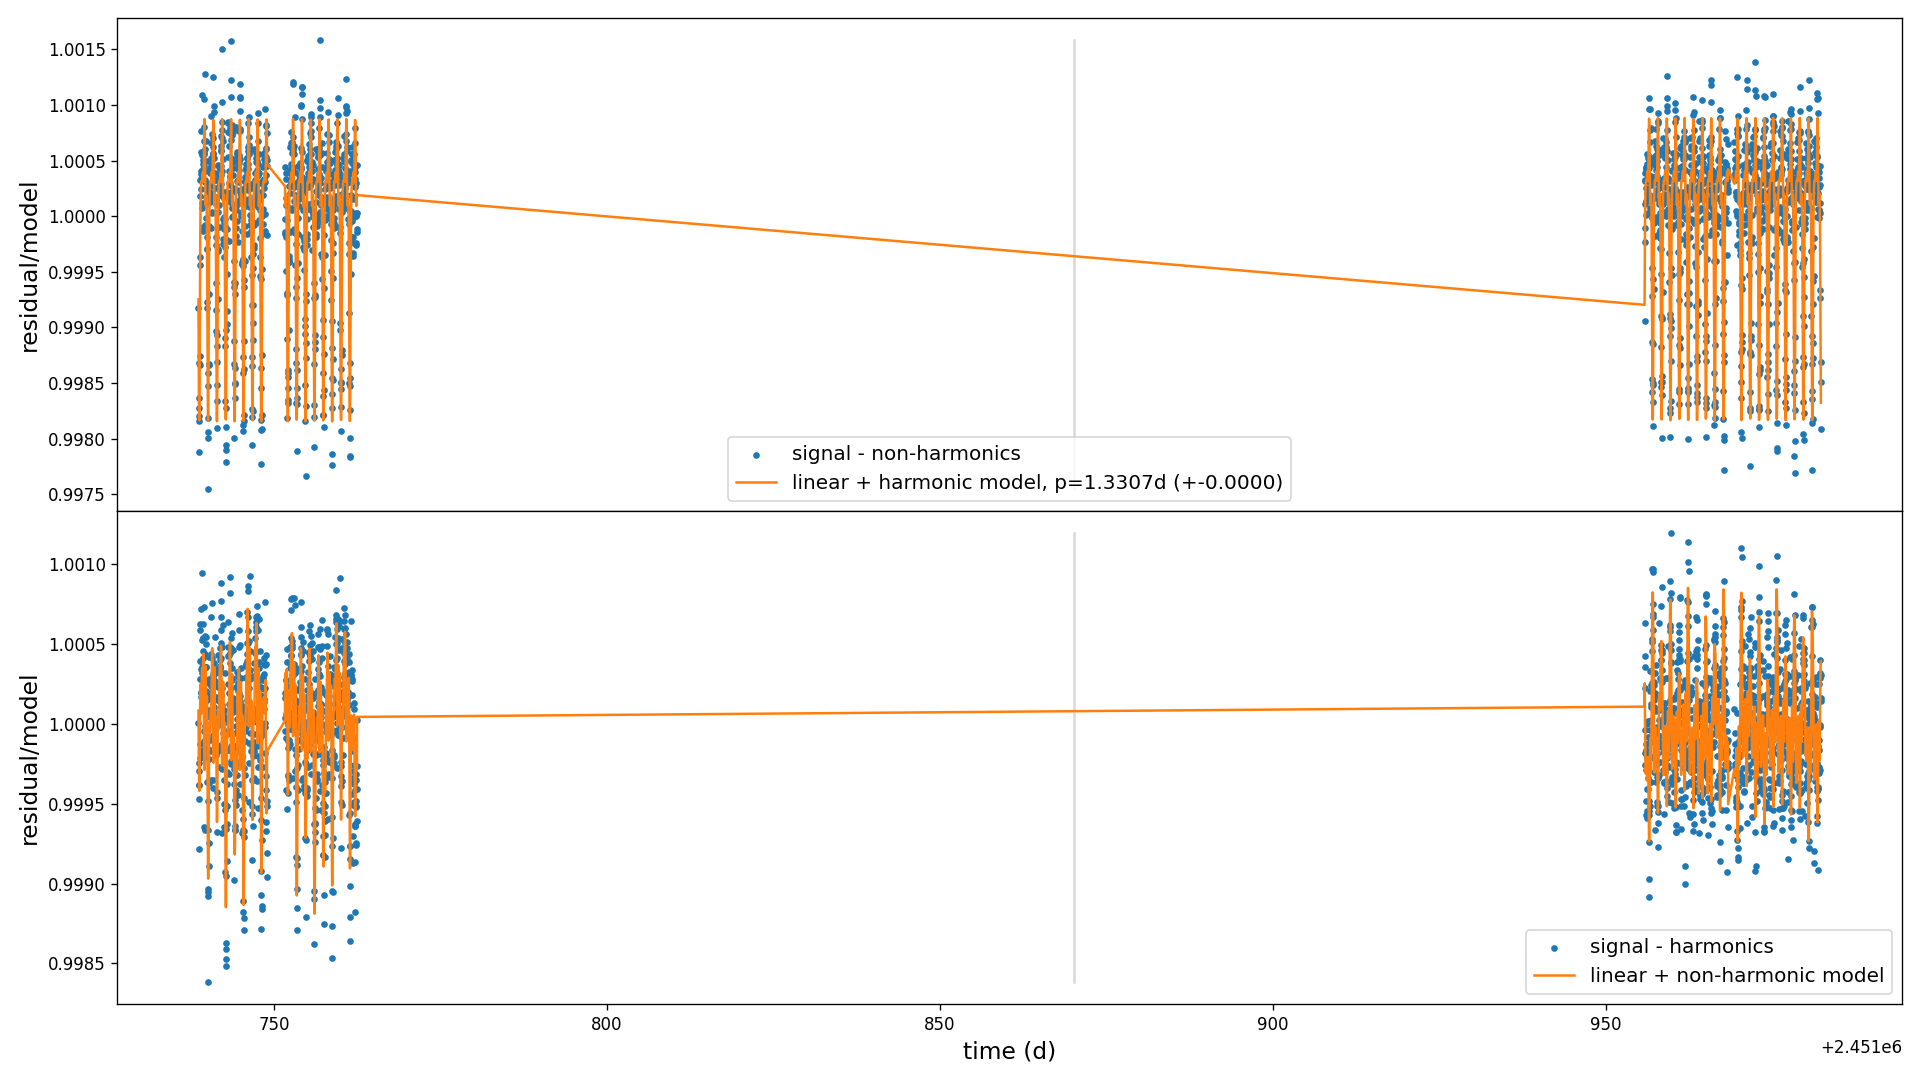 1.0015
1.0010
1.0005
1.0000
0.9995
0.9990
0.9985
0.9980
0.9975
residual/model
signal - non-harmonics
linear + harmonic model, p=1.3307d (+-0.0000)
1.0010
1.0005
1.0000
0.9995
0.9990
0.9985
residual/model
signal - harmonics
linear + non-harmonic model
750
800
850
900
950
time (d)
+2.451e6